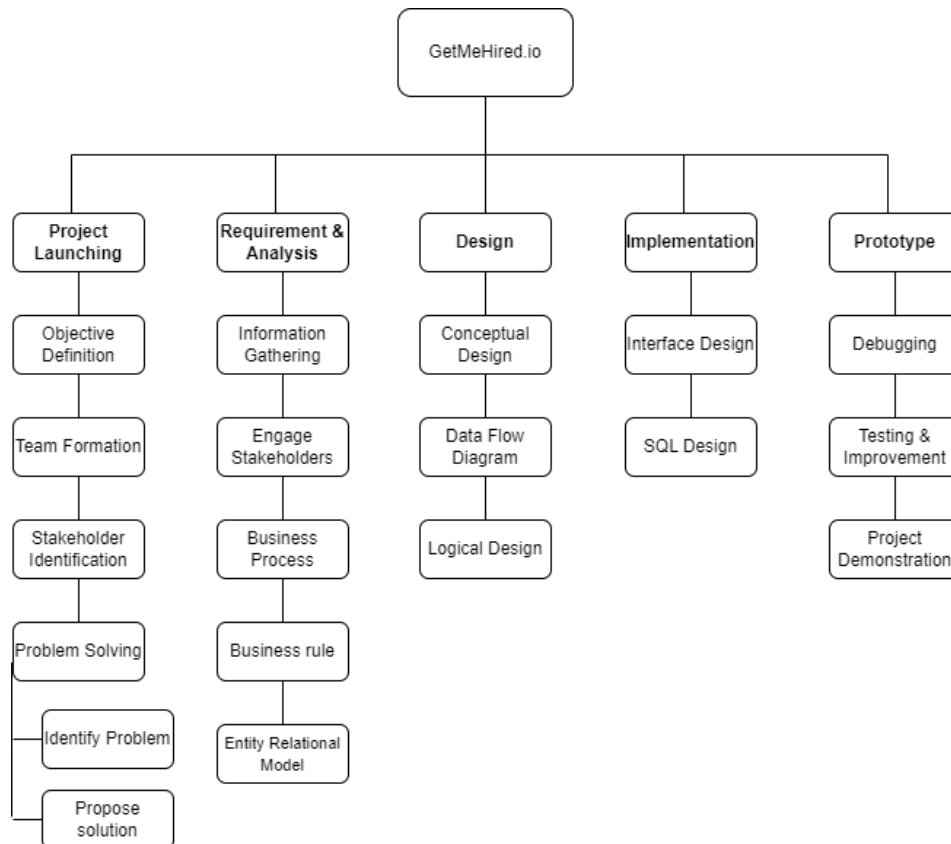 GetMeHired.io
Project
Launching
Requirement &
Analysis
Design
Implementation
Prototype
Objective
Definition
Information
Gathering
Conceptual
Design
Interface Design
Debugging
Team Formation
Engage
Stakeholders
Data Flow
Diagram
SQL Design
Testing &
Improvement
Stakeholder
Identification
Business
Process
Logical Design
Project
Demonstration
Problem Solving
Business rule
Identify Problem
Entity Relational
Model
Propose
solution